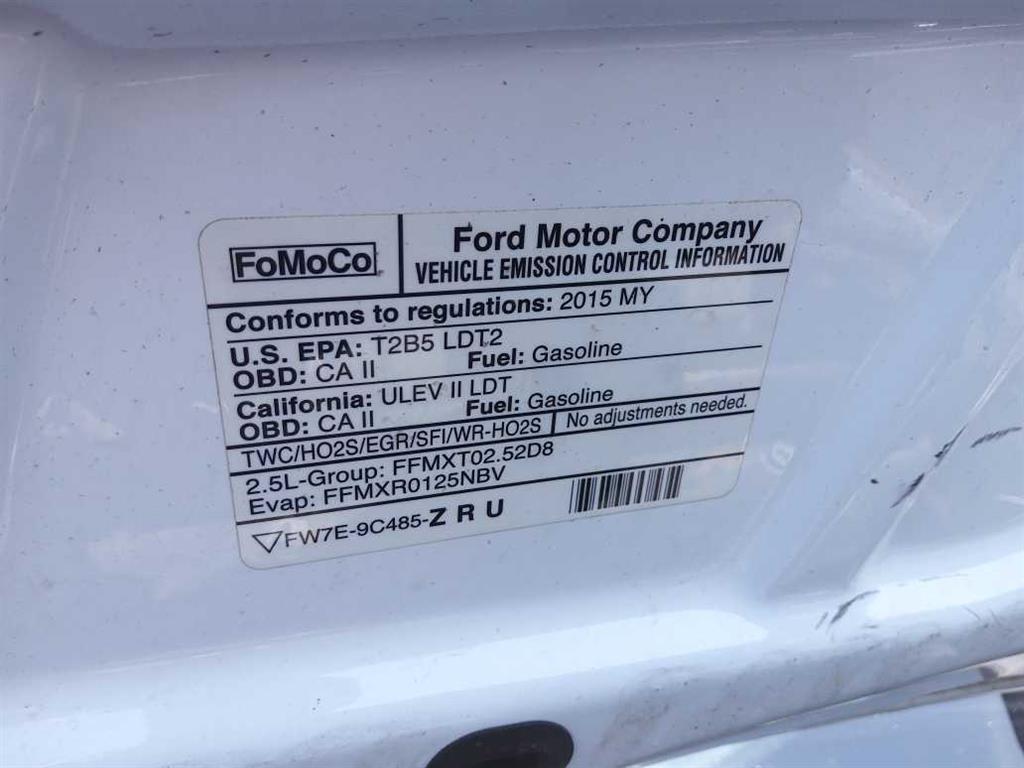 FoMoCo
Ford Motor Company
VEHICLE EMISSION CONTROL INFORMATION
Conforms to regulations: 2015 MY
U.S. EPA: T2B5 LDT2
OBD: CA II Fuel: Gasoline
California: ULEV II LDT
OBD: CA II Fuel: Gasoline
TWC/HO2S/EGR/SFI/WR-HO2S No adjustments needed.
2.5L-Group: FFMXT02.52D8
Evap: FFMXR0125NBV
FW7E-9C485-Z R U